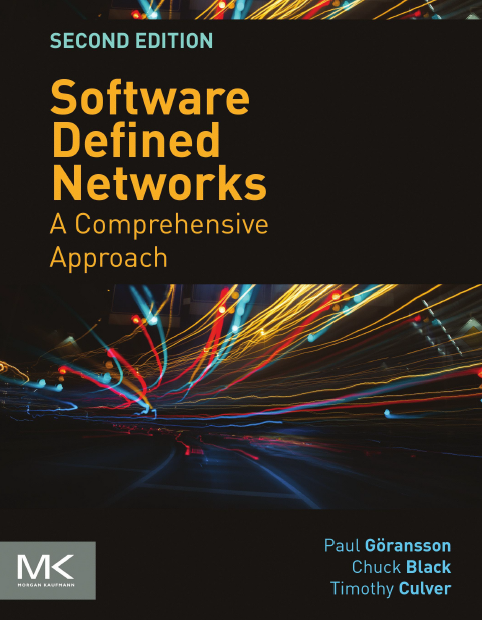 SECOND EDITION
Software
Defined
Networks
A Comprehensive
Approach
Paul Göransson
Chuck Black
Timothy Culver
MK
MORGAN KAUFMANN